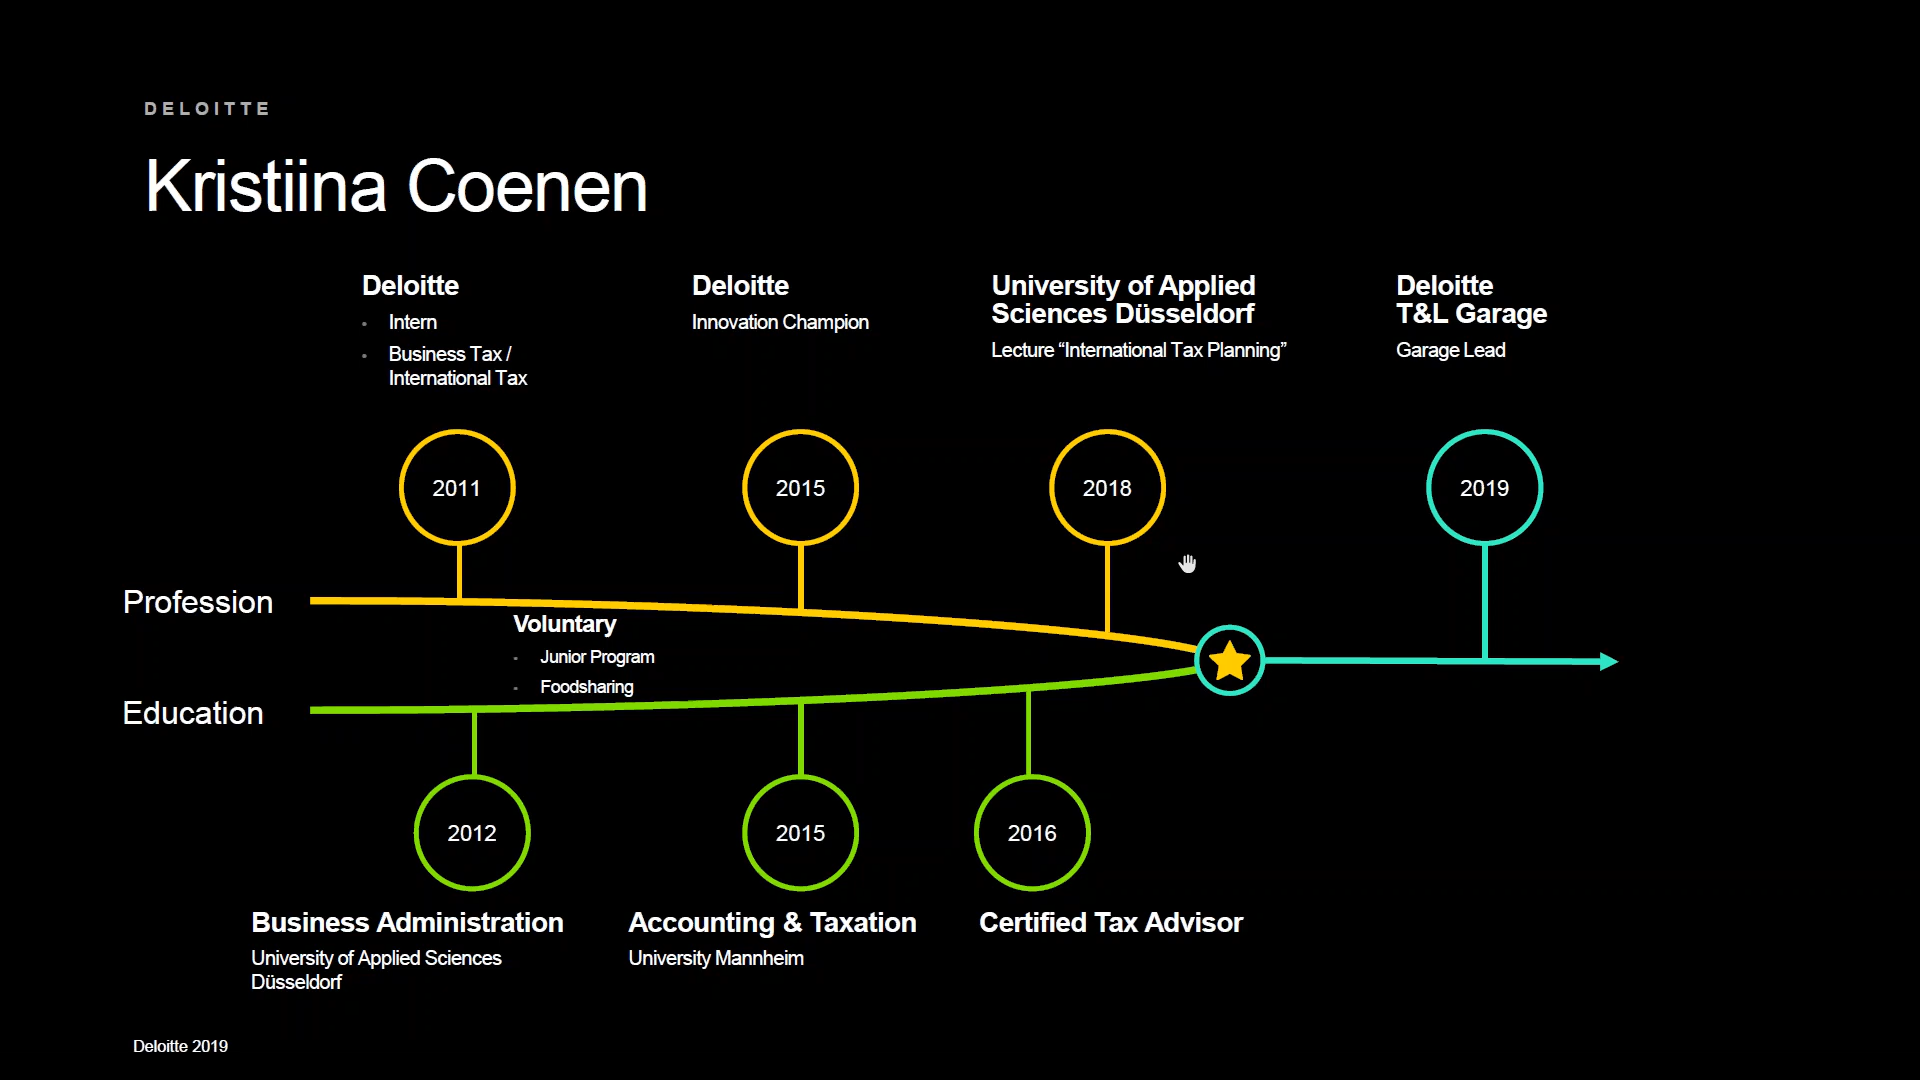 DELOITTE
Kristiina Coenen
Deloitte
Intern
Business Tax /
International Tax
Deloitte
Innovation Champion
University of Applied
Sciences Düsseldorf
Lecture “International Tax Planning”
Deloitte
T&L Garage
Garage Lead
2011
2015
2018
2019
Profession
Voluntary
Junior Program
Foodsharing
Education
2012
2015
2016
Business Administration
University of Applied Sciences
Düsseldorf
Accounting & Taxation
University Mannheim
Certified Tax Advisor
Deloitte 2019